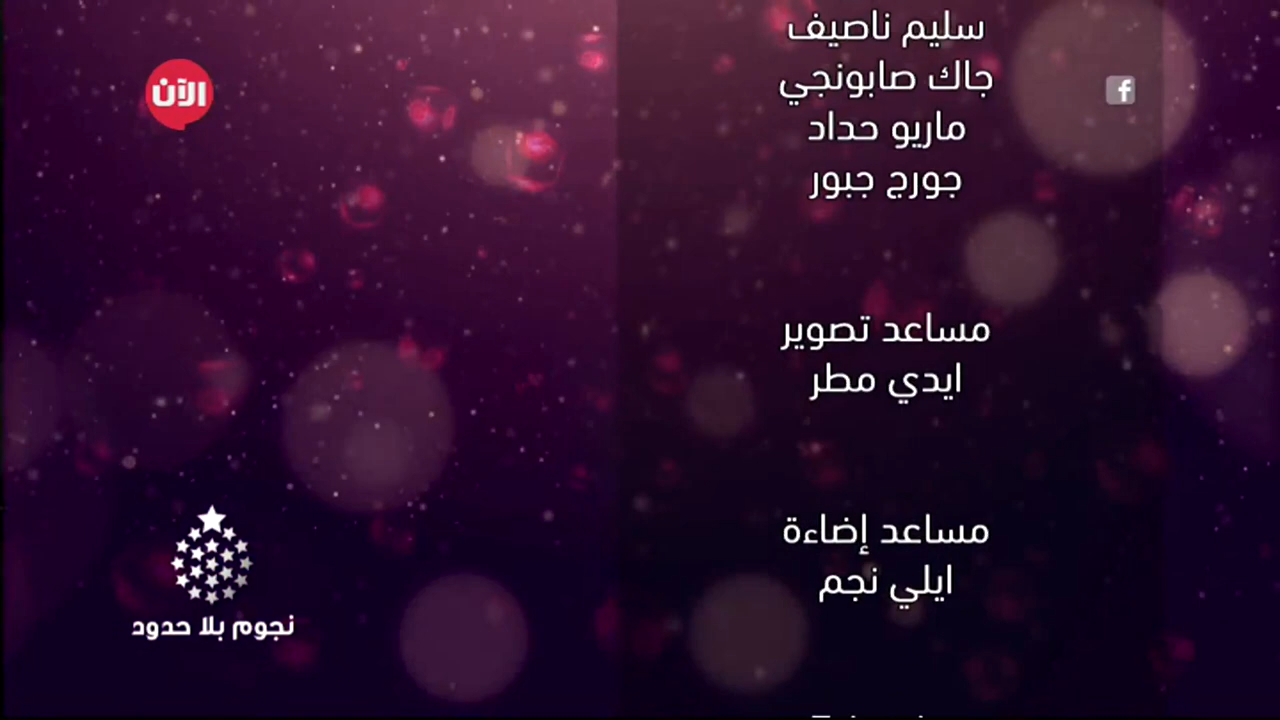 سليم ناصيف
جاك صابونجي
ماريو حداد
جورج جبور
مساعد تصوير
ايدي مطر
مساعد إضاءة
ايلي نجم
الآن
f
نجوم بلا حدود